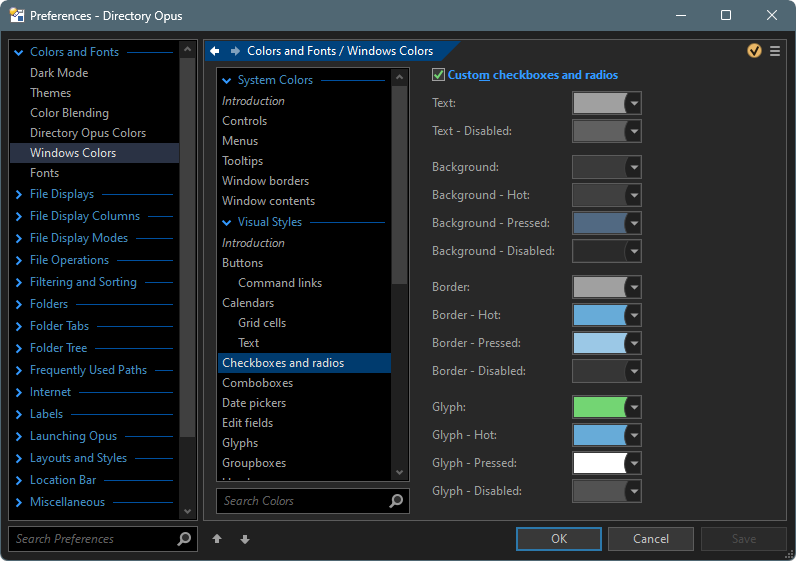 Preferences - Directory Opus
Colors and Fonts
Dark Mode
Themes
Color Blending
Directory Opus Colors
Windows Colors
Fonts
File Displays
File Display Columns
File Display Modes
File Operations
Filtering and Sorting
Folders
Folder Tabs
Folder Tree
Frequently Used Paths
Internet
Labels
Launching Opus
Layouts and Styles
Location Bar
Miscellaneous
Search Preferences
Colors and Fonts / Windows Colors
System Colors
Introduction
Controls
Menus
Tooltips
Window borders
Window contents
Visual Styles
Introduction
Buttons
Command links
Calendars
Grid cells
Text
Checkboxes and radios
Comboboxes
Date pickers
Edit fields
Glyphs
Groupboxes
Search Colors
Custom checkboxes and radios
Text:
Text - Disabled:
Background:
Background - Hot:
Background - Pressed:
Background - Disabled:
Border:
Border - Hot:
Border - Pressed:
Border - Disabled:
Glyph:
Glyph - Hot:
Glyph - Pressed:
Glyph - Disabled:
OK
Cancel
Save